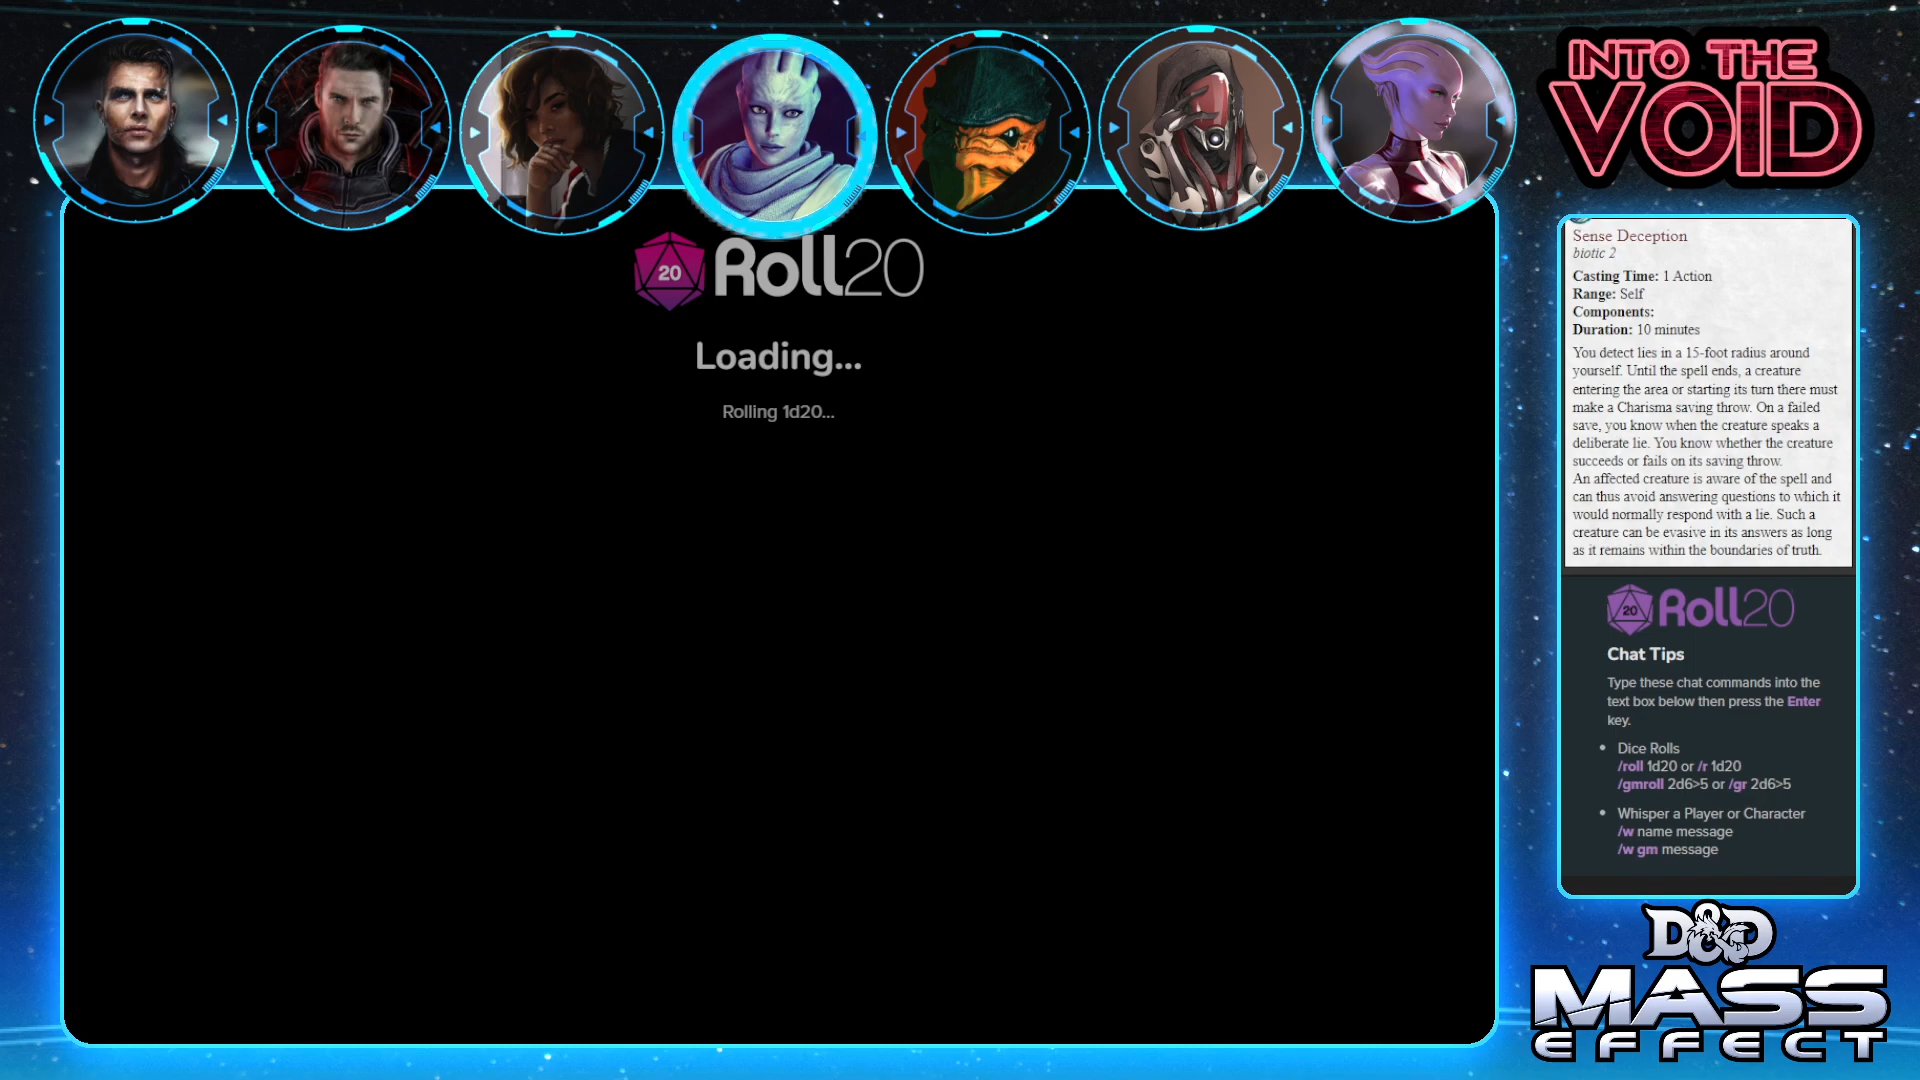 INTO THE
VOID
20 Roll20
Loading...
Rolling 1d20...
Sense Deception
biotic 2
Casting Time: 1 Action
Range: Self
Components:
Duration: 10 minutes
You detect lies in a 15-foot radius around
yourself. Until the spell ends, a creature
entering the area or starting its turn there must
make a Charisma saving throw. On a failed
save, you know when the creature speaks a
deliberate lie. You know whether the creature
succeeds or fails on its saving throw.
An affected creature is aware of the spell and
can thus avoid answering questions to which it
would normally respond with a lie. Such a
creature can be evasive in its answers as long
as it remains within the boundaries of truth.
20 Roll20
Chat Tips
Type these chat commands into the
text box below then press the Enter
key.
• Dice Rolls
/roll 1d20 or /r 1d20
/gmroll 2d6>5 or /gr 2d6>5
• Whisper a Player or Character
/w name message
/w gm message
D&D
MASS
EFFECT